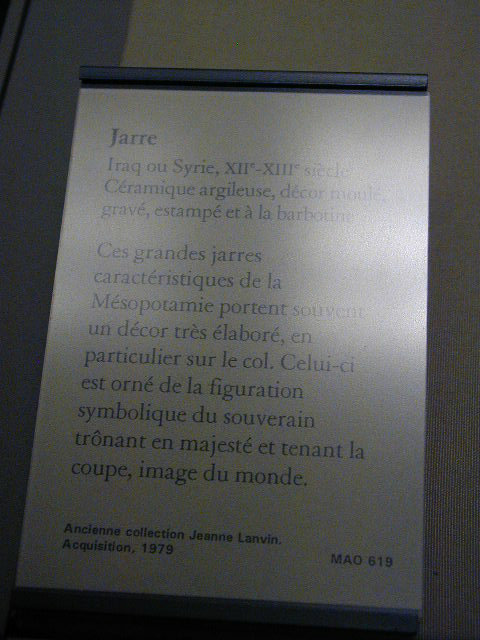 Jarre
Iraq ou Syrie, XIIe-XIIIe siècle
Céramique argileuse, décor moulé,
gravé, estampé et à la barbotine
Ces grandes jarres
caractéristiques de la
Mésopotamie portent souvent
un décor très élaboré, en
particulier sur le col. Celui-ci
est orné de la figuration
symbolique du souverain
trônant en majesté et tenant la
coupe, image du monde.
Ancienne collection Jeanne Lanvin.
Acquisition, 1979
MAO 619